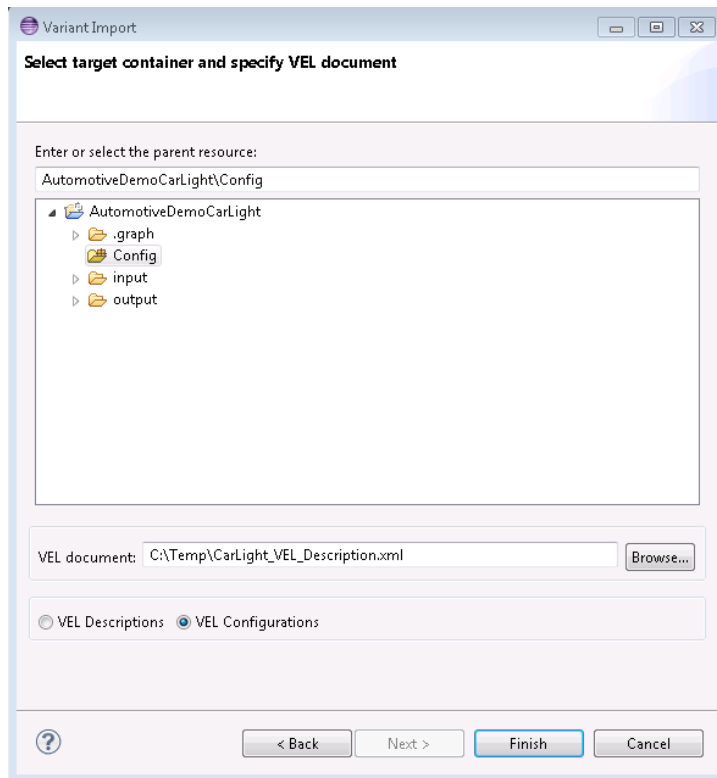 Variant Import
Select target container and specify VEL document
Enter or select the parent resource:
AutomotiveDemoCarLight\Config
AutomotiveDemoCarLight
.graph
Config
input
output
VEL document: C:\Temp\CarLight_VEL_Description.xml Browse...
VEL Descriptions VEL Configurations
? < Back Next > Finish Cancel